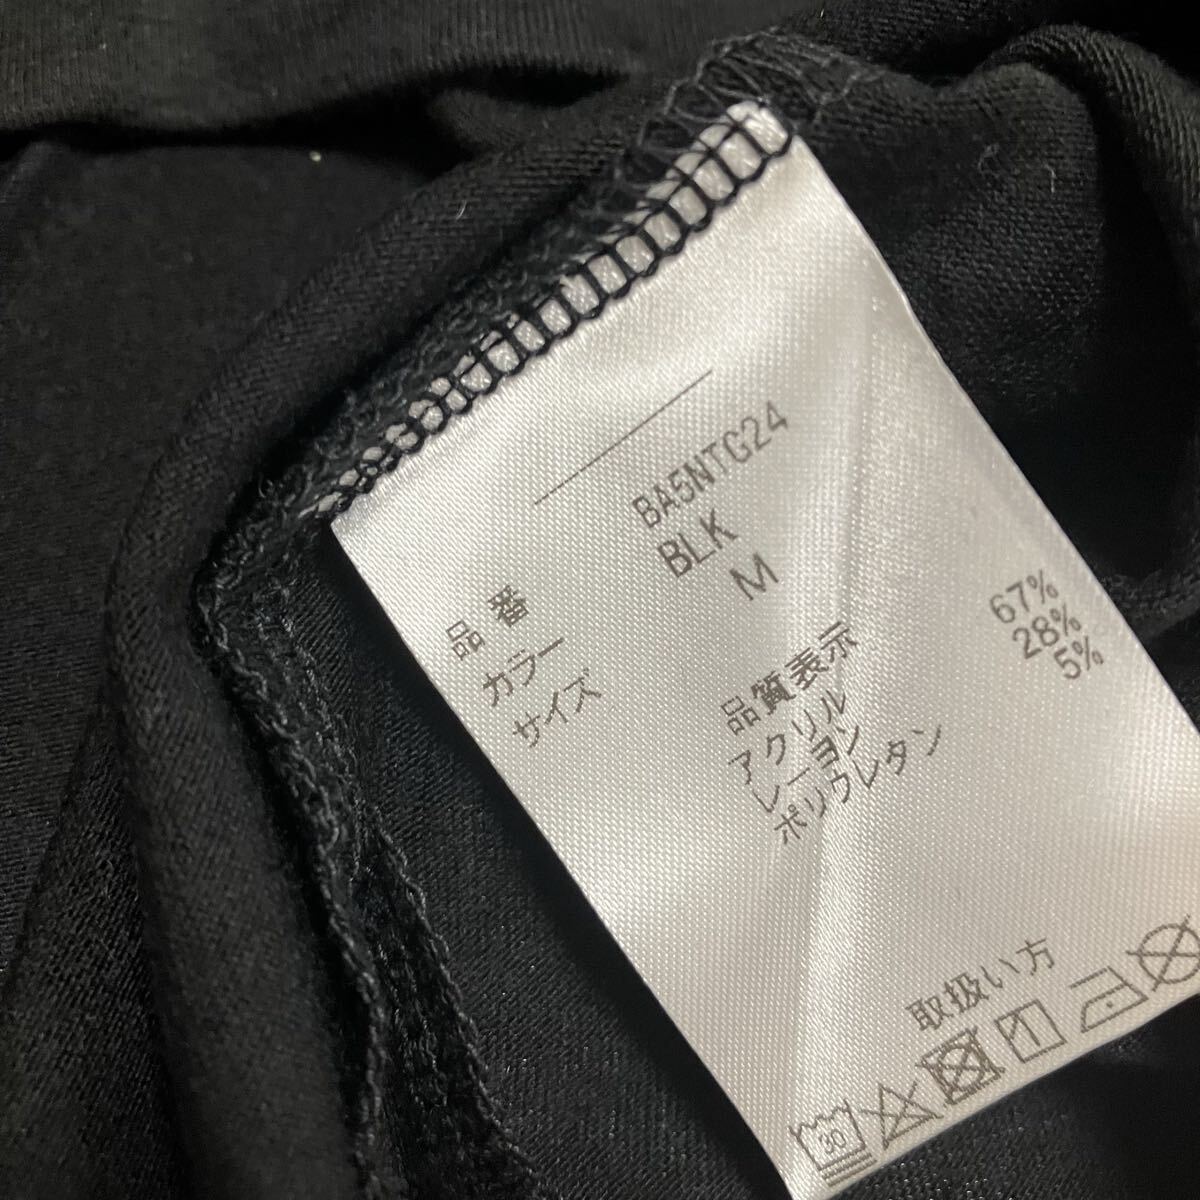 品番 BA5NTG24
カラー BLK
サイズ M
品質表示
アクリル 67%
レーヨン 28%
ポリウレタン 5%
取扱い方
30